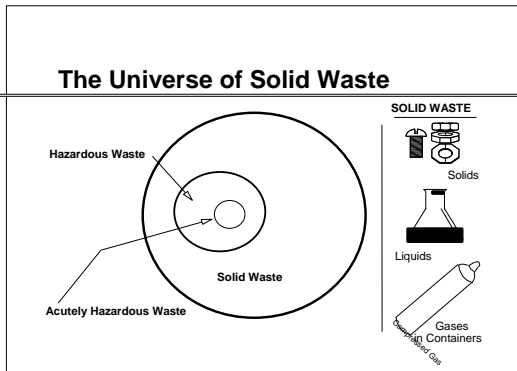 The Universe of Solid Waste
SOLID WASTE
Hazardous Waste
Solids
Solid Waste
Liquids
Acutely Hazardous Waste
Compressed Gas
Gases
in Containers